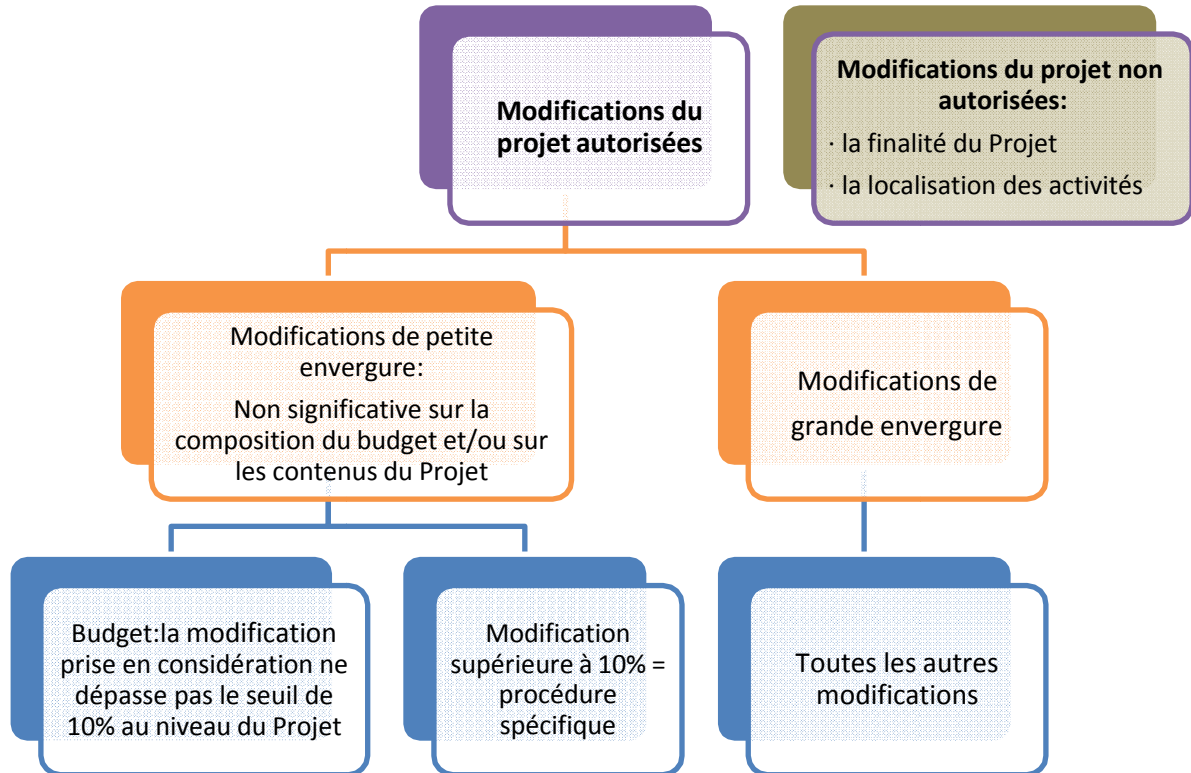 Modifications du
projet autorisées
Modifications du projet non
autorisées:
· la finalité du Projet
· la localisation des activités
Modifications de petite
envergure:
Non significative sur la
composition du budget et/ou sur
les contenus du Projet
Modifications de
grande envergure
Budget:la modification
prise en considération ne
dépasse pas le seuil de
10% au niveau du Projet
Modification
supérieure à 10% =
procédure
spécifique
Toutes les autres
modifications